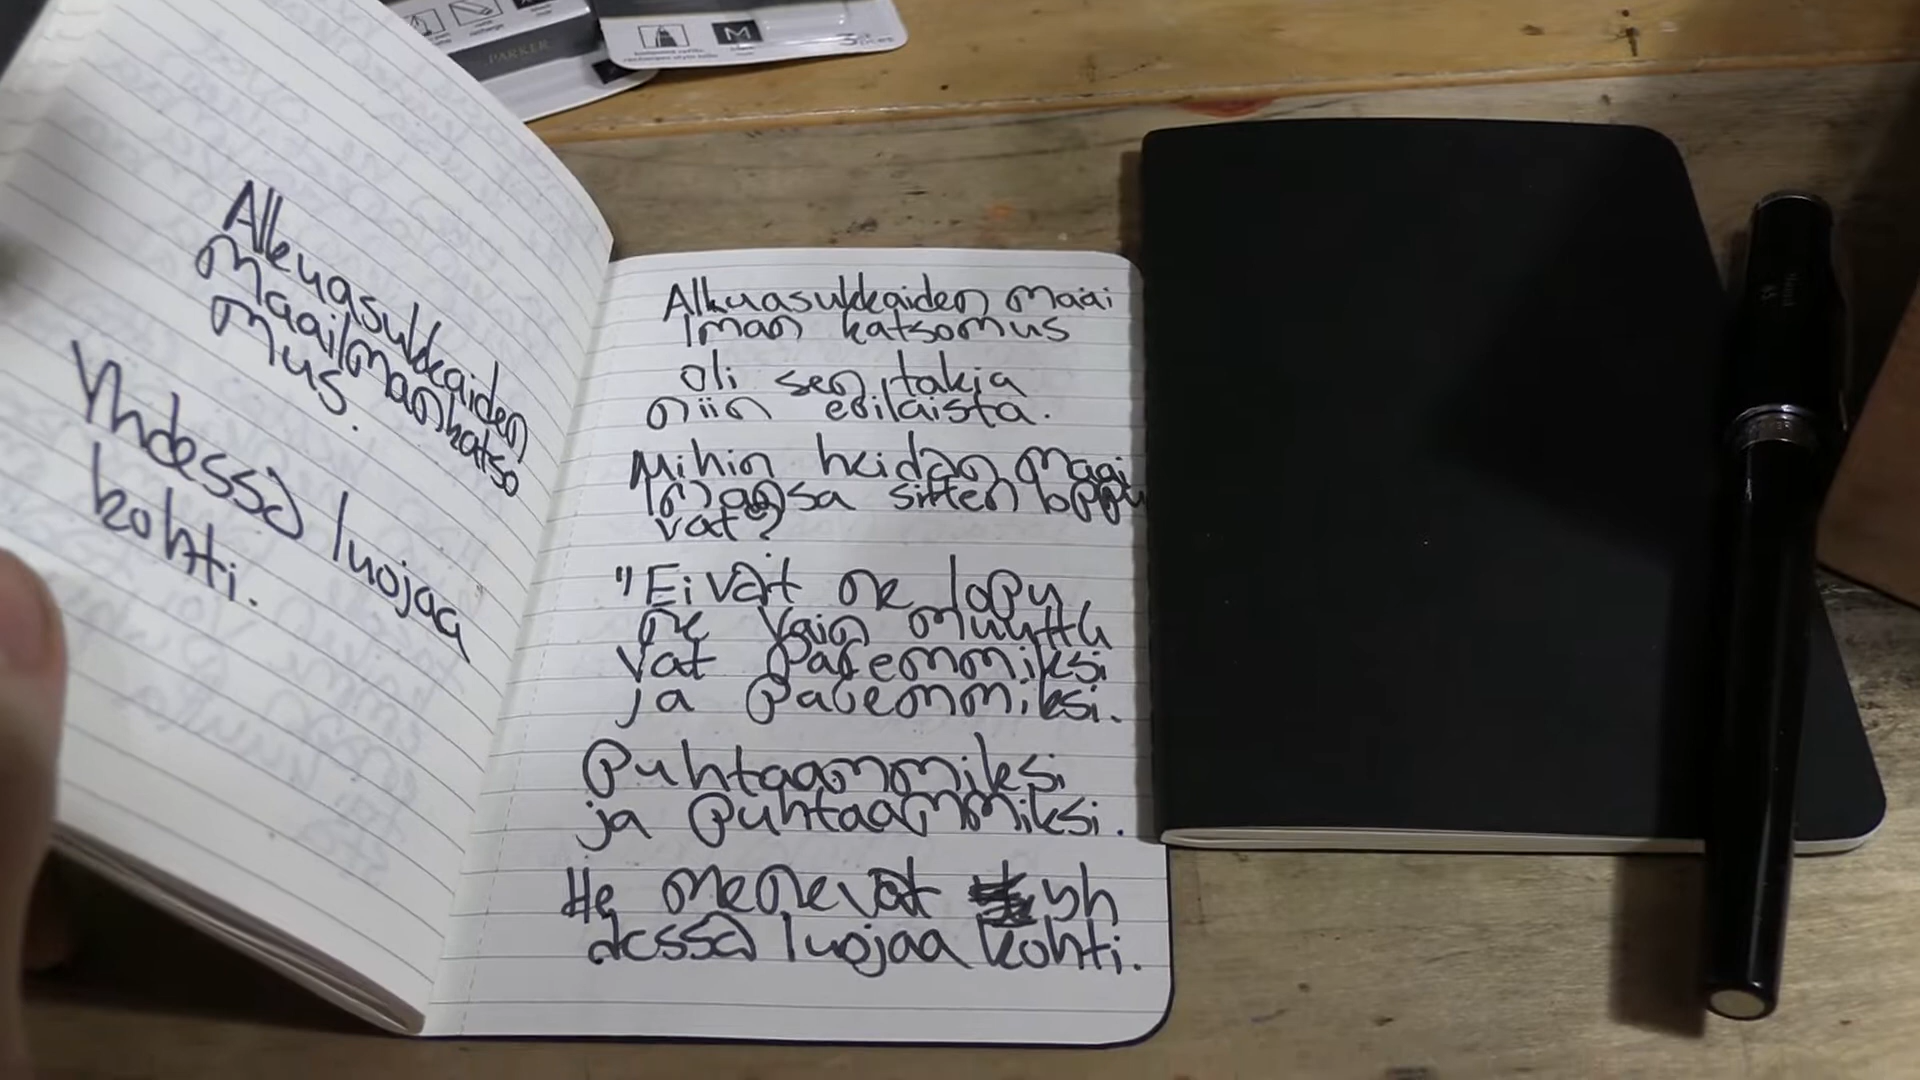 PARKER
M
3
Alkuasukkaiden
maailmankatso
mus.
Yhdessä luojaa
kohti.
Alkuasukkaiden maai
lman katsomus
oli sen takia
niin erilaista.
Mihin heidän maai
lmansa sitten loppu
vat?
"Eivät ne lopu
ne vain muuttu
vat paremmiksi
ja paremmiksi.
Puhtaammiksi
ja puhtaammiksi.
He menevät yh
dessä luojaa kohti.